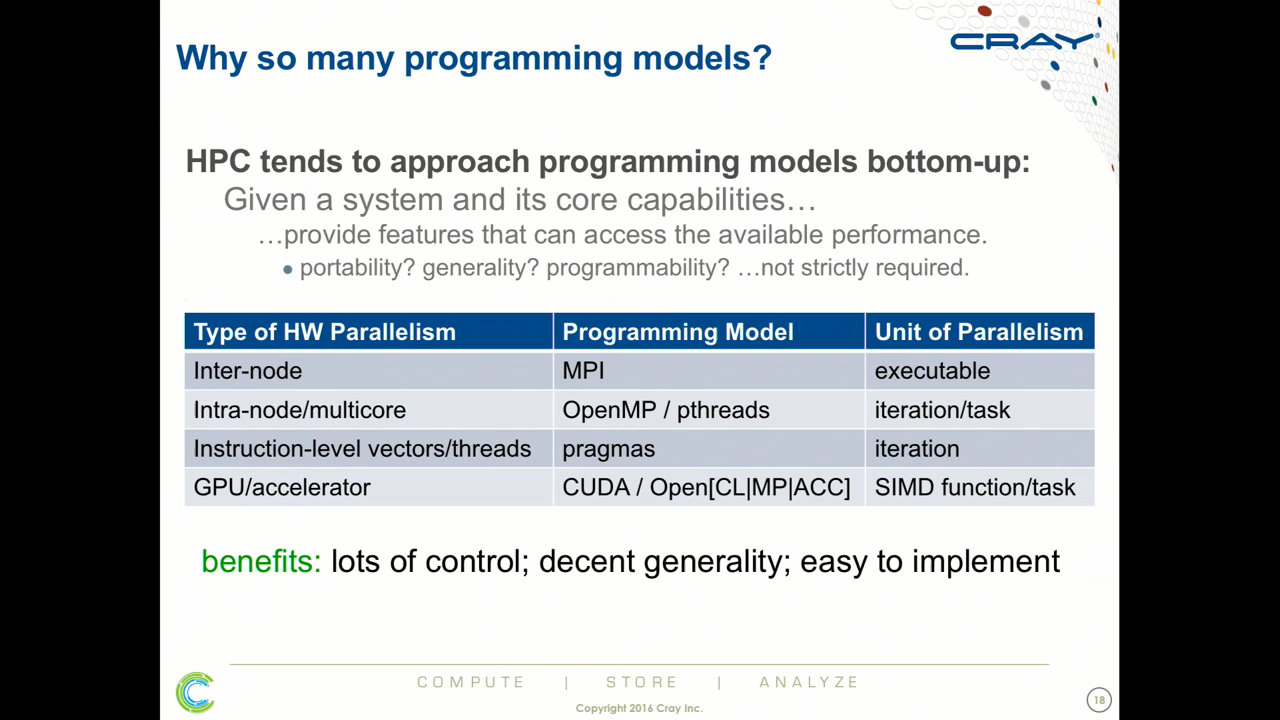 CRAY®
Why so many programming models?
HPC tends to approach programming models bottom-up:
Given a system and its core capabilities…
…provide features that can access the available performance.
● portability? generality? programmability? …not strictly required.
Type of HW Parallelism Programming Model Unit of Parallelism
Inter-node MPI executable
Intra-node/multicore OpenMP / pthreads iteration/task
Instruction-level vectors/threads pragmas iteration
GPU/accelerator CUDA / Open[CL|MP|ACC] SIMD function/task
benefits: lots of control; decent generality; easy to implement
COMPUTE | STORE | ANALYZE
Copyright 2016 Cray Inc.
18